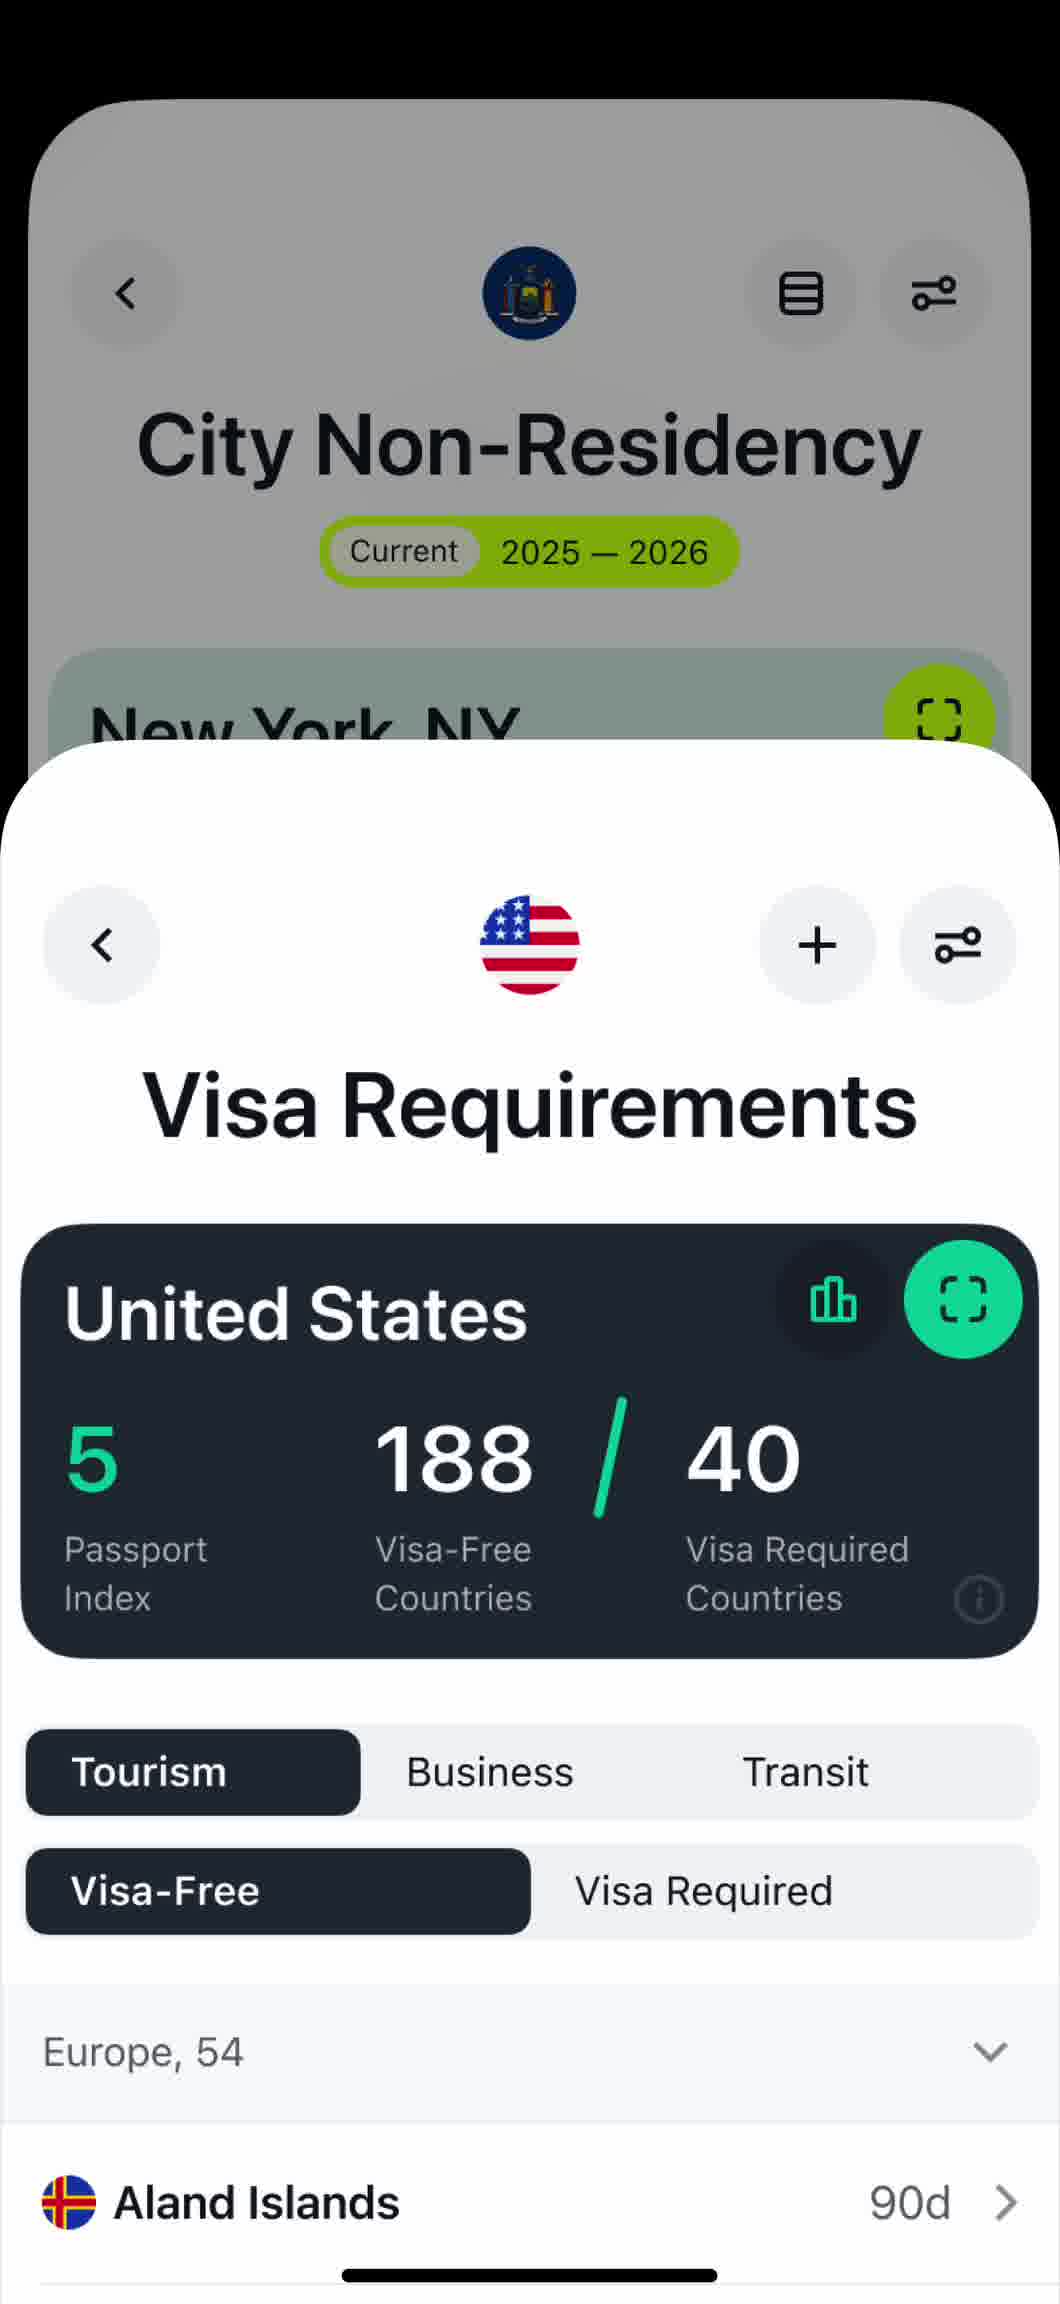 City Non-Residency
Current 2025 — 2026
New York, NY
Visa Requirements
United States
5 188 / 40
Passport Index
Visa-Free Countries
Visa Required Countries
Tourism Business Transit
Visa-Free Visa Required
Europe, 54
Aland Islands 90d